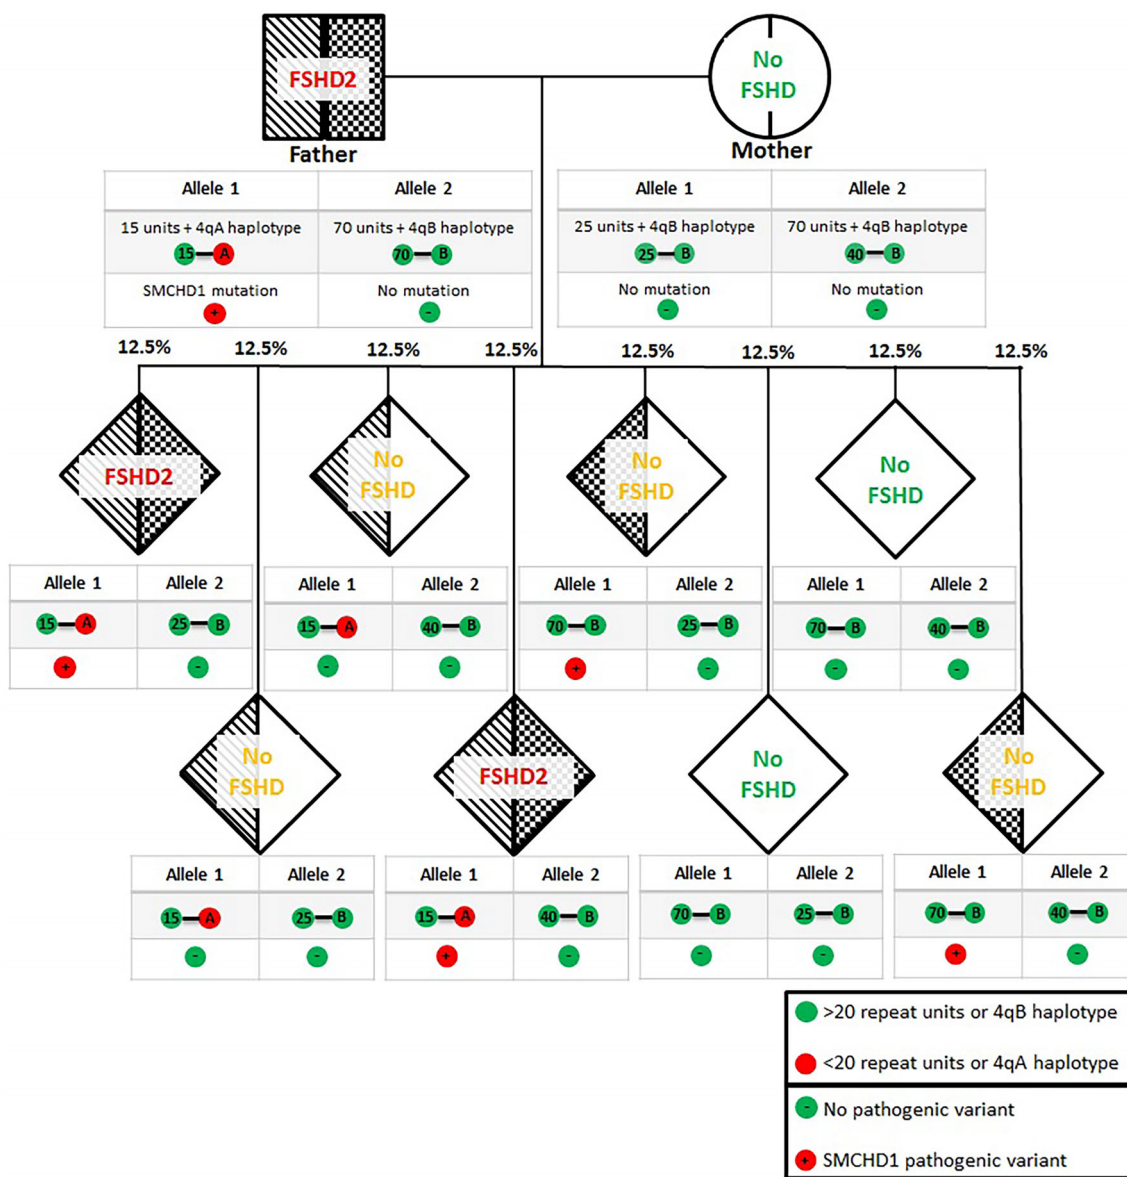 FSHD2
No
FSHD
Father
Mother
Allele 1
Allele 2
15 units + 4qA haplotype
70 units + 4qB haplotype
15 A
70 B
SMCHD1 mutation
No mutation
+
-
Allele 1
Allele 2
25 units + 4qB haplotype
70 units + 4qB haplotype
25 B
40 B
No mutation
No mutation
-
-
12.5%
12.5%
12.5%
12.5%
12.5%
12.5%
12.5%
12.5%
FSHD2
No
FSHD
No
FSHD
No
FSHD
Allele 1
Allele 2
15 A
25 B
+
-
Allele 1
Allele 2
15 A
40 B
-
-
Allele 1
Allele 2
70 B
25 B
+
-
Allele 1
Allele 2
70 B
40 B
-
-
No
FSHD
FSHD2
No
FSHD
No
FSHD
Allele 1
Allele 2
15 A
25 B
-
-
Allele 1
Allele 2
15 A
40 B
+
-
Allele 1
Allele 2
70 B
25 B
-
-
Allele 1
Allele 2
70 B
40 B
+
-
>20 repeat units or 4qB haplotype
<20 repeat units or 4qA haplotype
- No pathogenic variant
+ SMCHD1 pathogenic variant